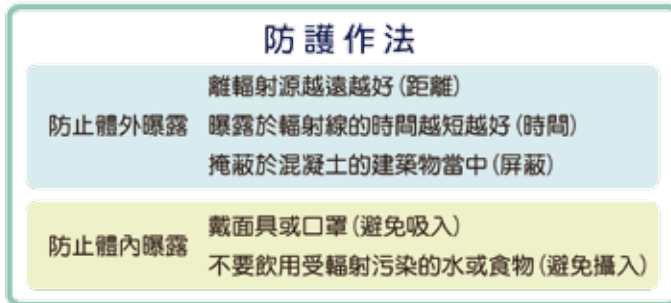 防護作法
離輻射源越遠越好(距離)
防止體外曝露 曝露於輻射線的時間越短越好(時間)
掩蔽於混凝土的建築物當中(屏蔽)
戴面具或口罩(避免吸入)
防止體內曝露
不要飲用受輻射污染的水或食物(避免攝入)